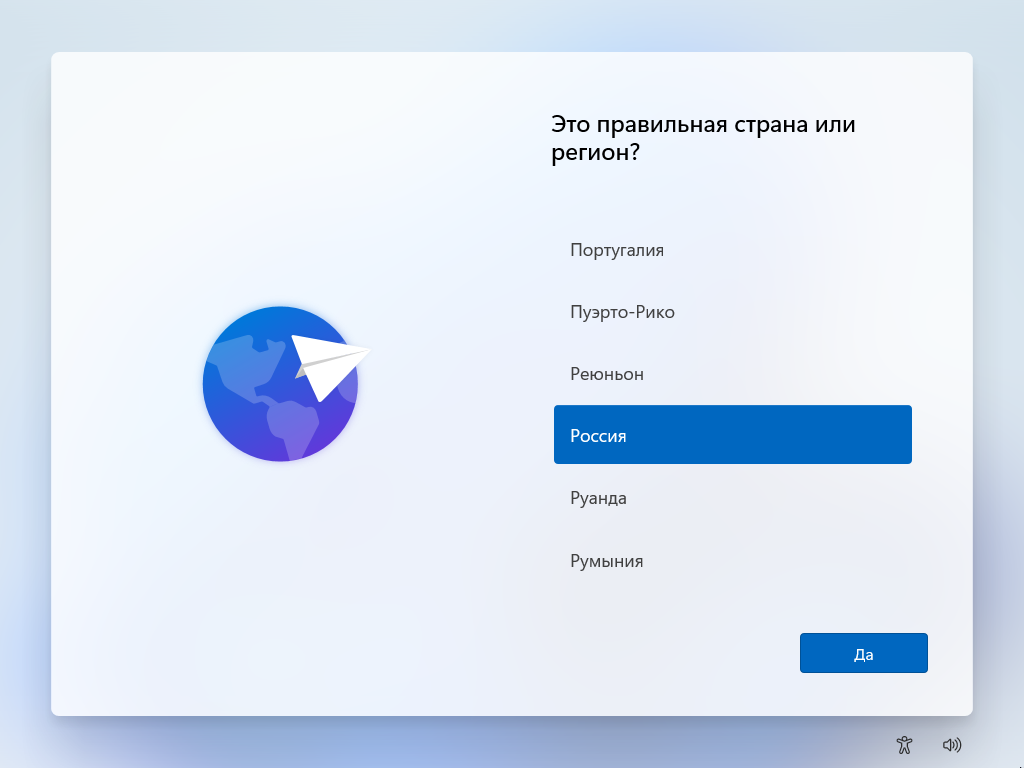 Это правильная страна или
регион?
Португалия
Пуэрто-Рико
Реюньон
Россия
Руанда
Румыния
Да